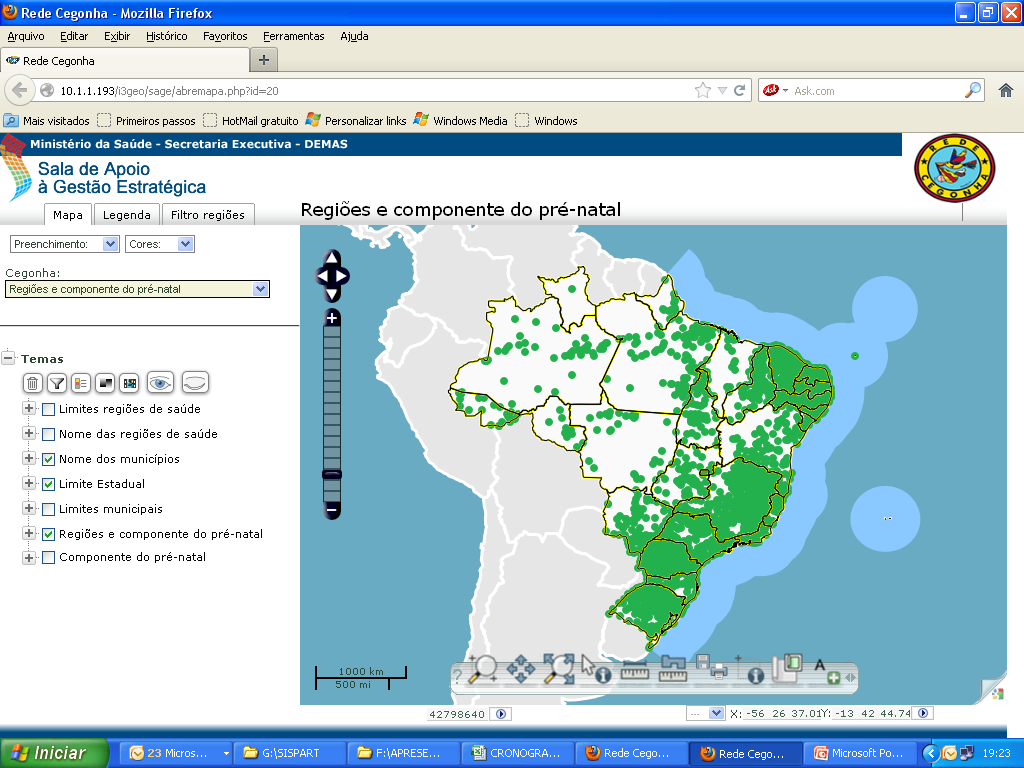 Rede Cegonha - Mozilla Firefox
Arquivo Editar Exibir Histórico Favoritos Ferramentas Ajuda
Rede Cegonha
10.1.1.193/i3geo/sage/abremapa.php?id=20
Ask Ask.com
Mais visitados Primeiros passos HotMail gratuito Personalizar links Windows Media Windows
Ministério da Saúde - Secretaria Executiva - DEMAS
Sala de Apoio
à Gestão Estratégica
REDE CEGONHA
Mapa Legenda Filtro regiões
Regiões e componente do pré-natal
Preenchimento: Cores:
Cegonha:
Regiões e componente do pré-natal
Temas
Limites regiões de saúde
Nome das regiões de saúde
Nome dos municípios
Limite Estadual
Limites municipais
Regiões e componente do pré-natal
Componente do pré-natal
1000 km
500 mi
? A
42798640
--- X: -56 26 37.01Y: -13 42 44.74
Iniciar 23 Micros... G:\SISPART F:\APRESE... CRONOGRA... Rede Cego... Rede Cego... Microsoft Po... 19:23